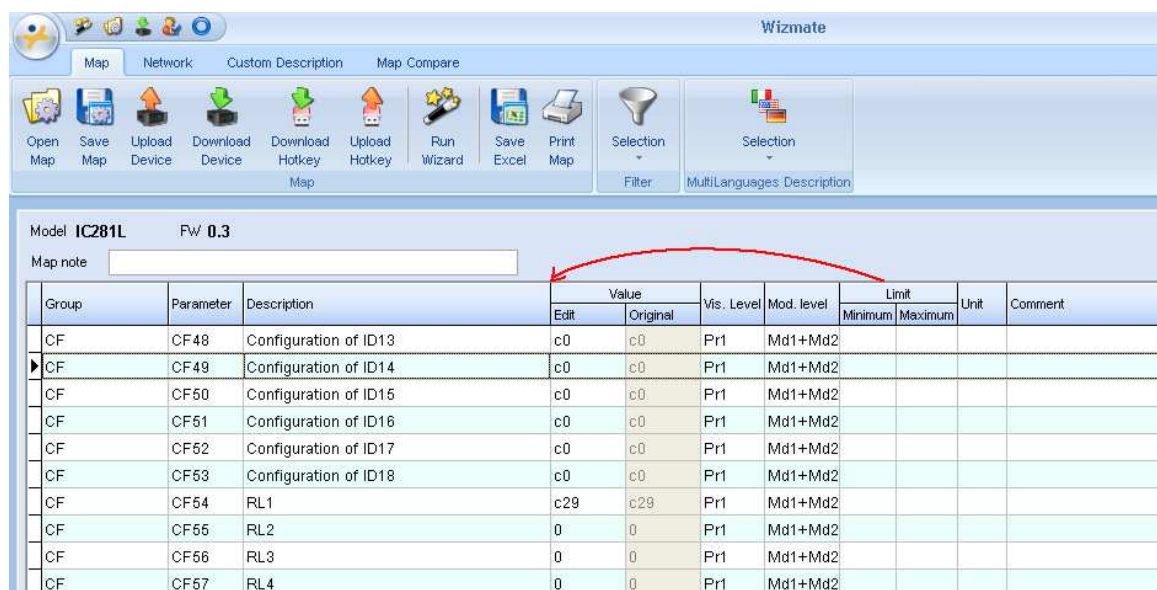 Wizmate
Map Network Custom Description Map Compare
Open Map Save Map Upload Device Download Device Download Hotkey Upload Hotkey Run Wizard Save Excel Print Map Selection Selection
Map Filter MultiLanguages Description
Model IC281L FW 0.3
Map note
Group Parameter Description Value Edit Original Vis. Level Mod. level Limit Minimum Maximum Unit Comment
CF CF48 Configuration of ID13 c0 c0 Pr1 Md1+Md2
CF CF49 Configuration of ID14 c0 c0 Pr1 Md1+Md2
CF CF50 Configuration of ID15 c0 c0 Pr1 Md1+Md2
CF CF51 Configuration of ID16 c0 c0 Pr1 Md1+Md2
CF CF52 Configuration of ID17 c0 c0 Pr1 Md1+Md2
CF CF53 Configuration of ID18 c0 c0 Pr1 Md1+Md2
CF CF54 RL1 c29 c29 Pr1 Md1+Md2
CF CF55 RL2 0 0 Pr1 Md1+Md2
CF CF56 RL3 0 0 Pr1 Md1+Md2
CF CF57 RL4 0 0 Pr1 Md1+Md2